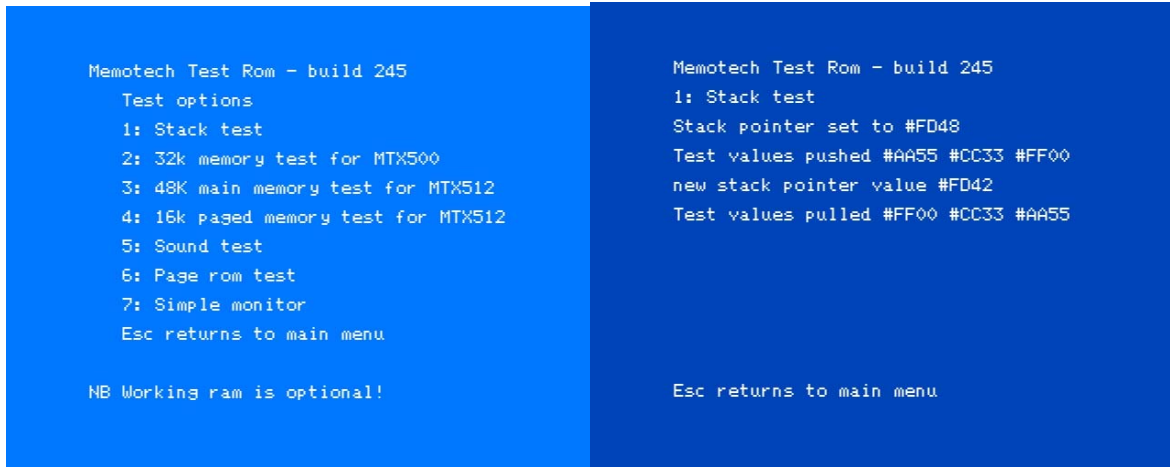 Memotech Test Rom - build 245
Test options
1: Stack test
2: 32k memory test for MTX500
3: 48K main memory test for MTX512
4: 16k paged memory test for MTX512
5: Sound test
6: Page rom test
7: Simple monitor
Esc returns to main menu
NB Working ram is optional!
Memotech Test Rom - build 245
1: Stack test
Stack pointer set to #FD48
Test values pushed #AA55 #CC33 #FF00
new stack pointer value #FD42
Test values pulled #FF00 #CC33 #AA55
Esc returns to main menu